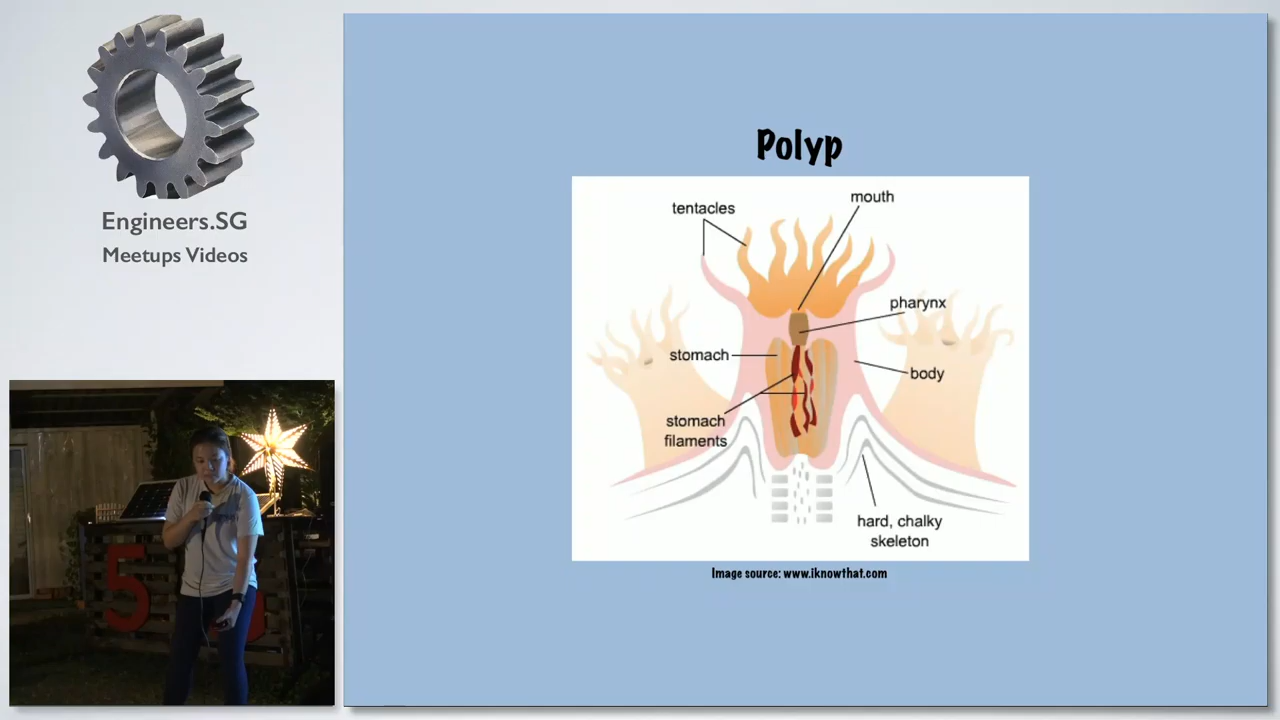 Engineers.SG
Meetups Videos
Polyp
tentacles
mouth
pharynx
stomach
body
stomach
filaments
hard, chalky
skeleton
Image source: www.iknowthat.com
5